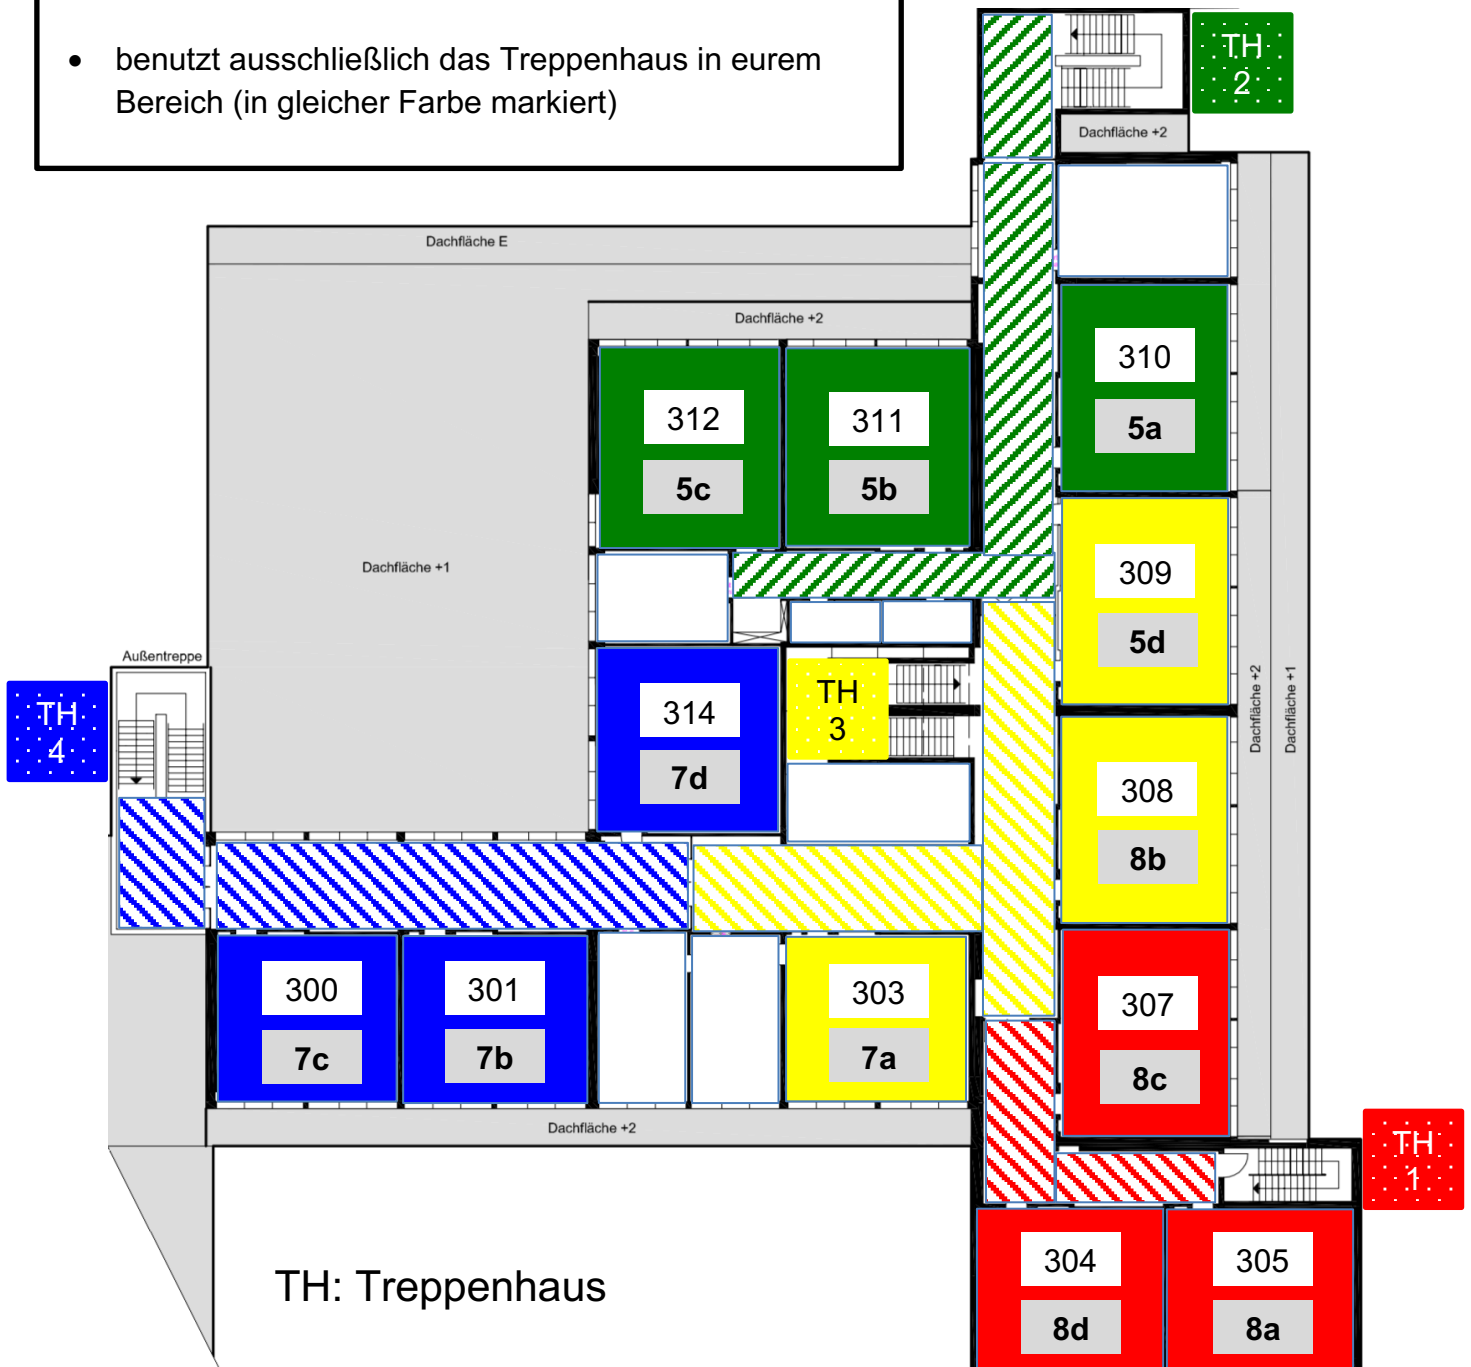 • benutzt ausschließlich das Treppenhaus in eurem
Bereich (in gleicher Farbe markiert)
TH
2
Dachfläche +2
Dachfläche E
Dachfläche +2
310
5a
312
5c
311
5b
Dachfläche +1
309
5d
Außentreppe
TH
4
314
7d
TH
3
Dachfläche +2
Dachfläche +1
308
8b
300
7c
301
7b
303
7a
307
8c
Dachfläche +2
TH
1
TH: Treppenhaus
304
8d
305
8a